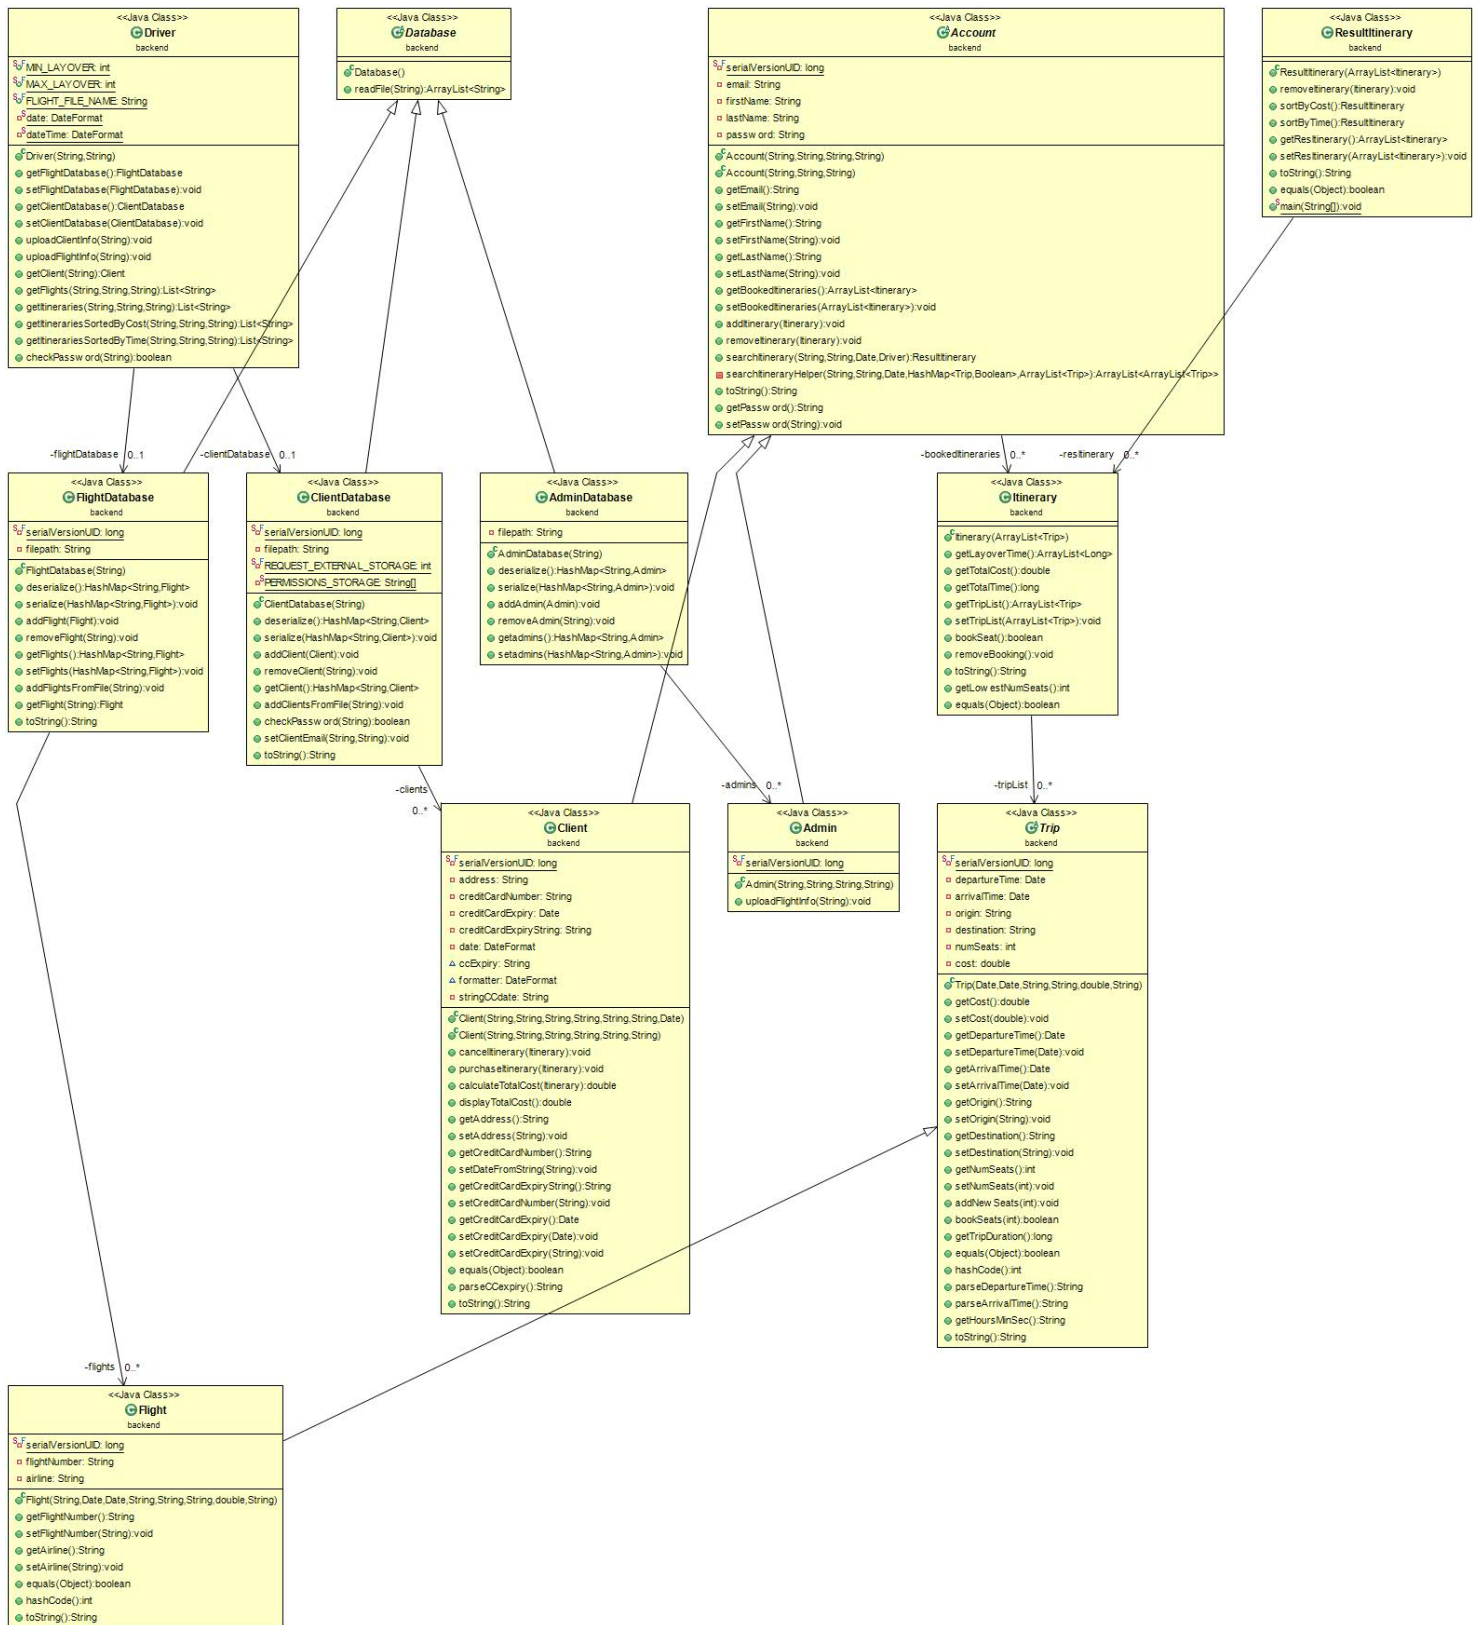 <<Java Class>>
Driver
backend
MIN_LAYOVER: int
MAX_LAYOVER: int
FLIGHT_FILE_NAME: String
date: DateFormat
dateTime: DateFormat
Driver(String,String)
getFlightDatabase():FlightDatabase
setFlightDatabase(FlightDatabase):void
getClientDatabase():ClientDatabase
setClientDatabase(ClientDatabase):void
uploadClientInfo(String):void
uploadFlightInfo(String):void
getClient(String):Client
getFlights(String,String,String):List<String>
getItineraries(String,String,String):List<String>
getItinerariesSortedByCost(String,String,String):List<String>
getItinerariesSortedByTime(String,String,String):List<String>
checkPassword(String):boolean
<<Java Class>>
Database
backend
Database()
readFile(String):ArrayList<String>
<<Java Class>>
Account
backend
serialVersionUID: long
email: String
firstName: String
lastName: String
password: String
Account(String,String,String,String)
Account(String,String,String)
getEmail():String
setEmail(String):void
getFirstName():String
setFirstName(String):void
getLastName():String
setLastName(String):void
getBookedItineraries():ArrayList<Itinerary>
setBookedItineraries(ArrayList<Itinerary>):void
addItinerary(Itinerary):void
removeItinerary(Itinerary):void
searchItinerary(String,String,Date,Driver):ResultItinerary
searchItineraryHelper(String,String,Date,HashMap<Trip,Boolean>,ArrayList<Trip>):ArrayList<ArrayList<Trip>>
toString():String
getPassword():String
setPassword(String):void
<<Java Class>>
ResultItinerary
backend
ResultItinerary(ArrayList<Itinerary>)
removeItinerary(Itinerary):void
sortByCost():ResultItinerary
sortByTime():ResultItinerary
getResItinerary():ArrayList<Itinerary>
setResItinerary(ArrayList<Itinerary>):void
toString():String
equals(Object):boolean
main(String[]):void
-flightDatabase 0..1
-clientDatabase 0..1
-bookedItineraries 0..*
-resItinerary 0..*
<<Java Class>>
FlightDatabase
backend
serialVersionUID: long
filepath: String
FlightDatabase(String)
deserialize():HashMap<String,Flight>
serialize(HashMap<String,Flight>):void
addFlight(Flight):void
removeFlight(String):void
getFlights():HashMap<String,Flight>
setFlights(HashMap<String,Flight>):void
addFlightsFromFile(String):void
getFlight(String):Flight
toString():String
<<Java Class>>
ClientDatabase
backend
serialVersionUID: long
filepath: String
REQUEST_EXTERNAL_STORAGE: int
PERMISSIONS_STORAGE: String[]
ClientDatabase(String)
deserialize():HashMap<String,Client>
serialize(HashMap<String,Client>):void
addClient(Client):void
removeClient(String):void
getClient():HashMap<String,Client>
addClientsFromFile(String):void
checkPassword(String):boolean
setClientEmail(String,String):void
toString():String
<<Java Class>>
AdminDatabase
backend
filepath: String
AdminDatabase(String)
deserialize():HashMap<String,Admin>
serialize(HashMap<String,Admin>):void
addAdmin(Admin):void
removeAdmin(String):void
getadmins():HashMap<String,Admin>
setadmins(HashMap<String,Admin>):void
<<Java Class>>
Itinerary
backend
Itinerary(ArrayList<Trip>)
getLayoverTime():ArrayList<Long>
getTotalCost():double
getTotalTime():long
getTripList():ArrayList<Trip>
setTripList(ArrayList<Trip>):void
bookSeat():boolean
removeBooking():void
toString():String
getLowestNumSeats():int
equals(Object):boolean
-clients
0..*
-admins 0..*
-tripList 0..*
<<Java Class>>
Client
backend
serialVersionUID: long
address: String
creditCardNumber: String
creditCardExpiry: Date
creditCardExpiryString: String
date: DateFormat
ccExpiry: String
formatter: DateFormat
stringCCdate: String
Client(String,String,String,String,String,String,Date)
Client(String,String,String,String,String,String)
cancelItinerary(Itinerary):void
purchaseItinerary(Itinerary):void
calculateTotalCost(Itinerary):double
displayTotalCost():double
getAddress():String
setAddress(String):void
getCreditCardNumber():String
setDateFromString(String):void
getCreditCardExpiryString():String
setCreditCardNumber(String):void
getCreditCardExpiry():Date
setCreditCardExpiry(Date):void
setCreditCardExpiry(String):void
equals(Object):boolean
parseCCexpiry():String
toString():String
<<Java Class>>
Admin
backend
serialVersionUID: long
Admin(String,String,String,String)
uploadFlightInfo(String):void
<<Java Class>>
Trip
backend
serialVersionUID: long
departureTime: Date
arrivalTime: Date
origin: String
destination: String
numSeats: int
cost: double
Trip(Date,Date,String,String,double,String)
getCost():double
setCost(double):void
getDepartureTime():Date
setDepartureTime(Date):void
getArrivalTime():Date
setArrivalTime(Date):void
getOrigin():String
setOrigin(String):void
getDestination():String
setDestination(String):void
getNumSeats():int
setNumSeats(int):void
addNewSeats(int):void
bookSeats(int):boolean
getTripDuration():long
equals(Object):boolean
hashCode():int
parseDepartureTime():String
parseArrivalTime():String
getHoursMinSec():String
toString():String
-flights 0..*
<<Java Class>>
Flight
backend
serialVersionUID: long
flightNumber: String
airline: String
Flight(String,Date,Date,String,String,String,double,String)
getFlightNumber():String
setFlightNumber(String):void
getAirline():String
setAirline(String):void
equals(Object):boolean
hashCode():int
toString():String